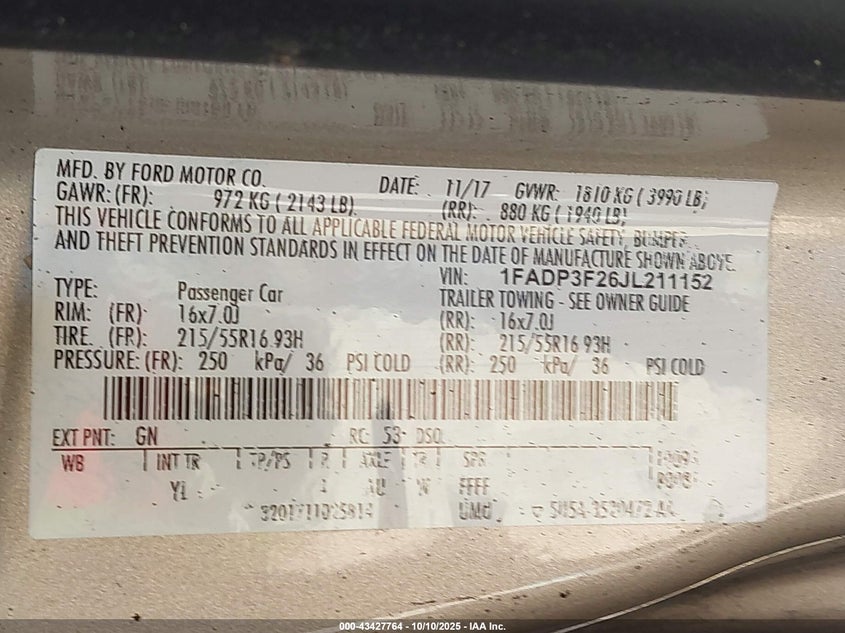 MFD. BY FORD MOTOR CO. DATE: 11/17 GVWR: 1810 KG ( 3990 LB)
GAWR: (FR): 972 KG ( 2143 LB) (RR): 880 KG ( 1940 LB)
THIS VEHICLE CONFORMS TO ALL APPLICABLE FEDERAL MOTOR VEHICLE SAFETY, BUMPER,
AND THEFT PREVENTION STANDARDS IN EFFECT ON THE DATE OF MANUFACTURE SHOWN ABOVE.
VIN: 1FADP3F26JL211152
TYPE: Passenger Car TRAILER TOWING - SEE OWNER GUIDE
RIM: (FR) 16x7.0J (RR): 16x7.0J
TIRE. (FR): 215/55R16 93H (RR): 215/55R16 93H
PRESSURE: (FR): 250 kPa/ 36 PSI COLD (RR): 250 kPa/ 36 PSI COLD
EXT PNT: GN RC: 53 DSO:
WB INT TR TP/PS R AXLE TR SPR
YL W FFFF
UMO
000-43427764 - 10/10/2025 - IAA Inc.